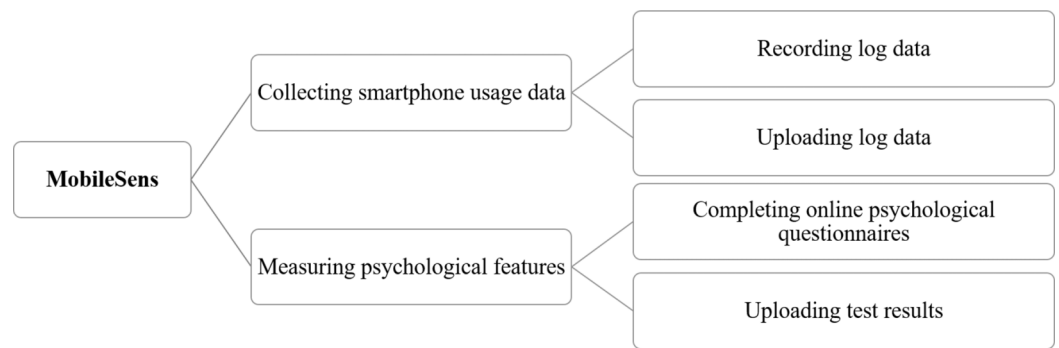 MobileSens
Collecting smartphone usage data
Recording log data
Uploading log data
Measuring psychological features
Completing online psychological
questionnaires
Uploading test results